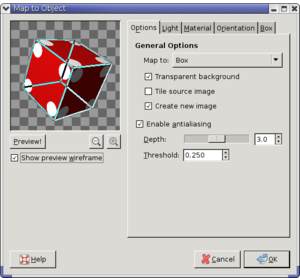 Map to Object
Options
Light
Material
Orientation
Box
General Options
Map to:
Box
Transparent background
Tile source image
Create new image
Enable antialiasing
Depth:
3.0
Threshold:
0.250
Preview!
Show preview wireframe
Help
Cancel
OK